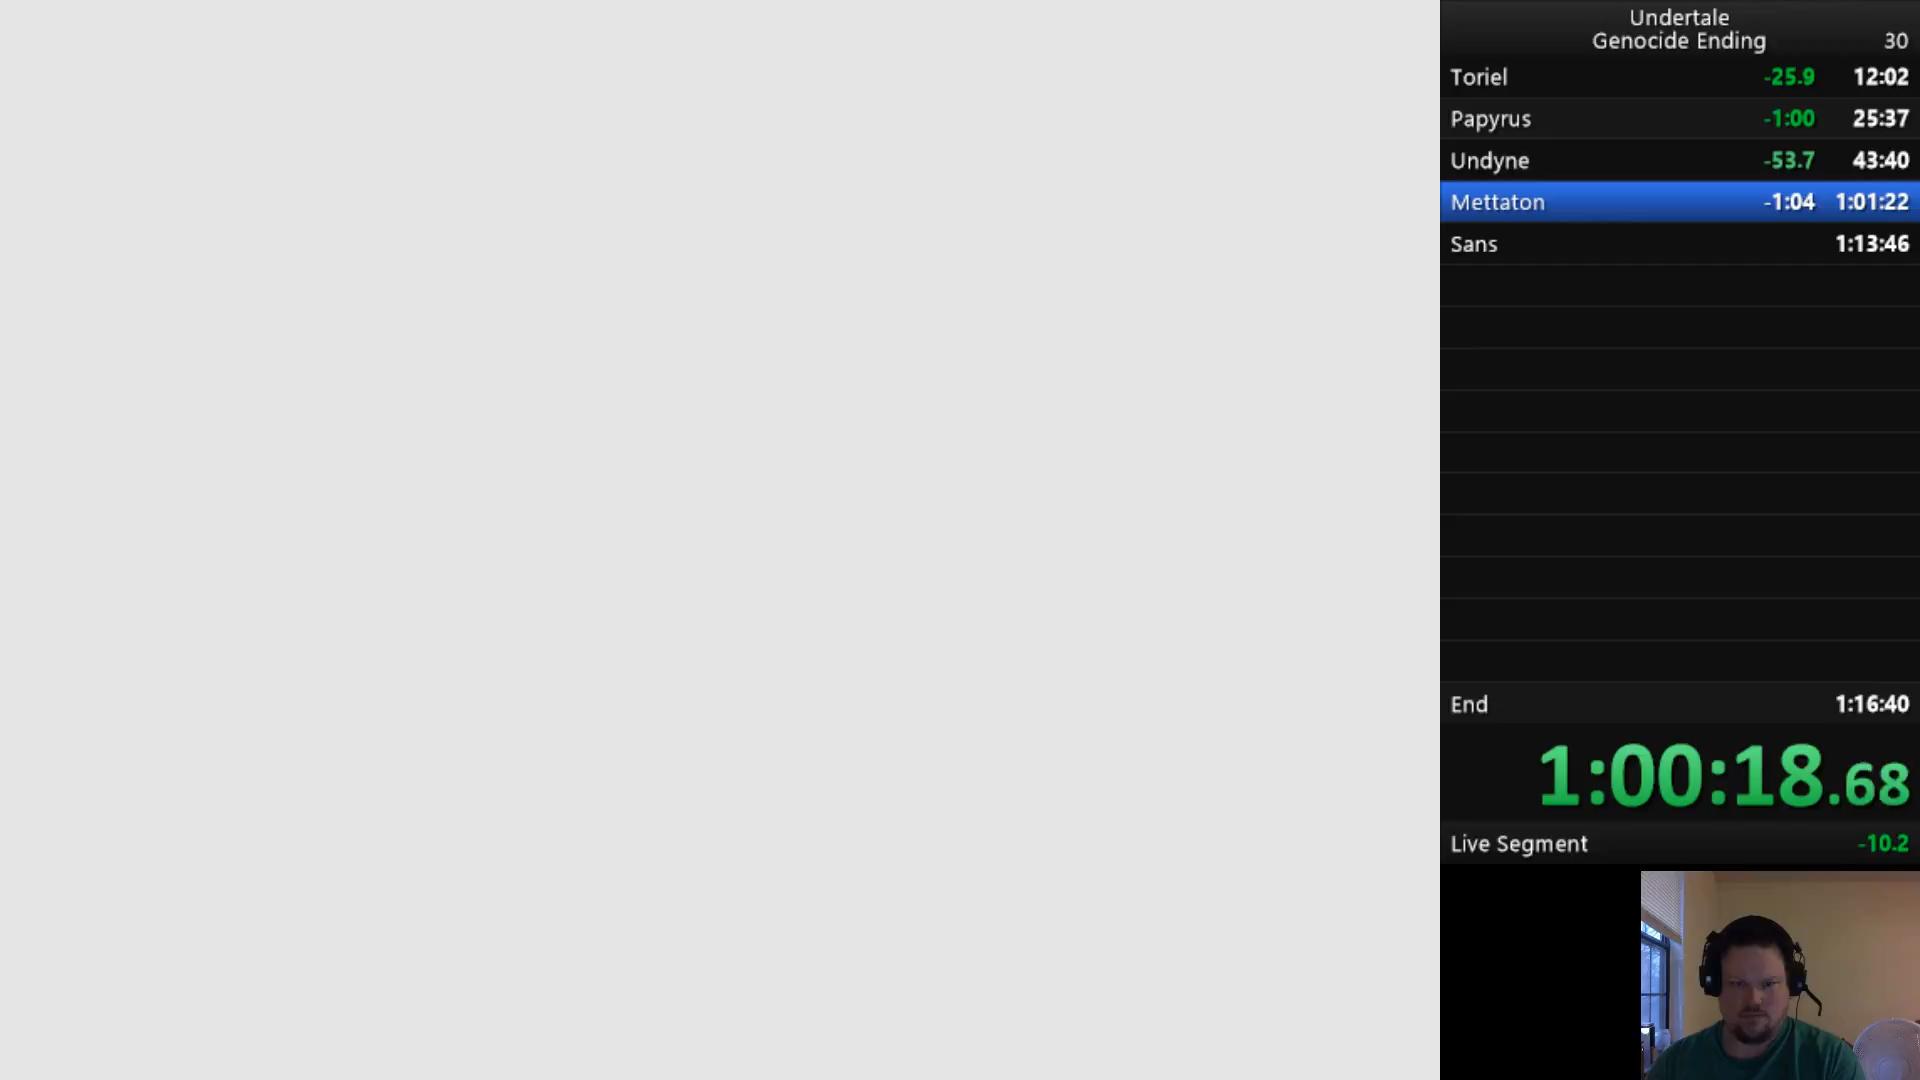 Undertale
Genocide Ending 30
Toriel -25.9 12:02
Papyrus -1:00 25:37
Undyne -53.7 43:40
Mettaton -1:04 1:01:22
Sans 1:13:46
End 1:16:40
1:00:18.68
Live Segment -10.2